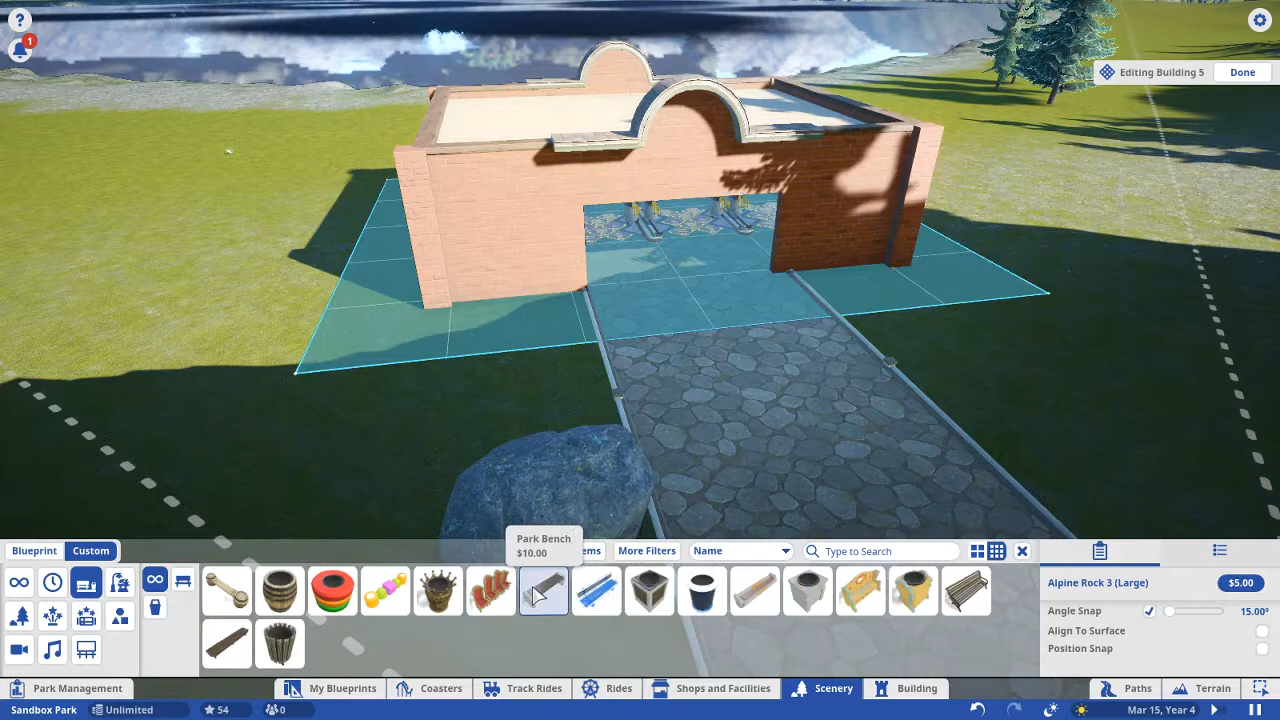 ?
1
Editing Building 5 Done
Park Bench
$10.00
Blueprint Custom ems More Filters Name Type to Search
Alpine Rock 3 (Large) $5.00
Angle Snap 15.00°
Align To Surface
Position Snap
Park Management My Blueprints Coasters Track Rides Rides Shops and Facilities Scenery Building Paths Terrain
Sandbox Park Unlimited 54 0 Mar 15, Year 4